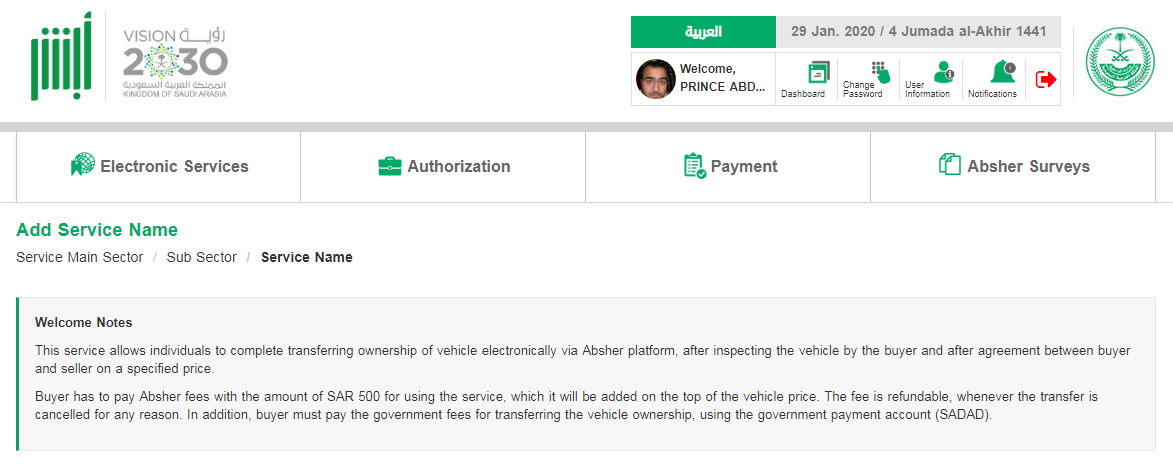 أبشر
VISION رؤيــة
2030
المملكة العربية السعودية
KINGDOM OF SAUDI ARABIA
العربية
29 Jan. 2020 / 4 Jumada al-Akhir 1441
Welcome,
PRINCE ABD...
Dashboard
Change
Password
User
Information
Notifications
Electronic Services
Authorization
Payment
Absher Surveys
Add Service Name
Service Main Sector / Sub Sector / Service Name
Welcome Notes
This service allows individuals to complete transferring ownership of vehicle electronically via Absher platform, after inspecting the vehicle by the buyer and after agreement between buyer
and seller on a specified price.
Buyer has to pay Absher fees with the amount of SAR 500 for using the service, which it will be added on the top of the vehicle price. The fee is refundable, whenever the transfer is
cancelled for any reason. In addition, buyer must pay the government fees for transferring the vehicle ownership, using the government payment account (SADAD).